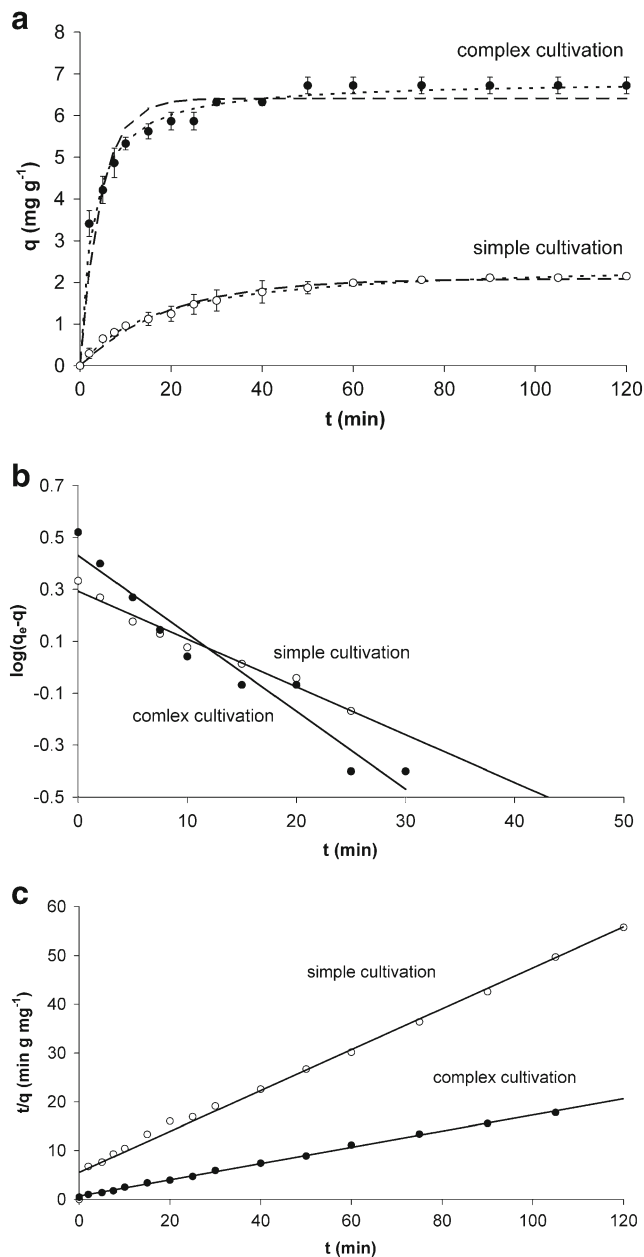 a
8
7
6
5
4
3
2
1
0
q (mg g⁻¹)
complex cultivation
simple cultivation
0 20 40 60 80 100 120
t (min)
b
0.7
0.5
0.3
0.1
-0.1
-0.3
-0.5
log(qₑ-q)
simple cultivation
comlex cultivation
0 10 20 30 40 50
t (min)
c
60
50
40
30
20
10
0
t/q (min g mg⁻¹)
simple cultivation
complex cultivation
0 20 40 60 80 100 120
t (min)